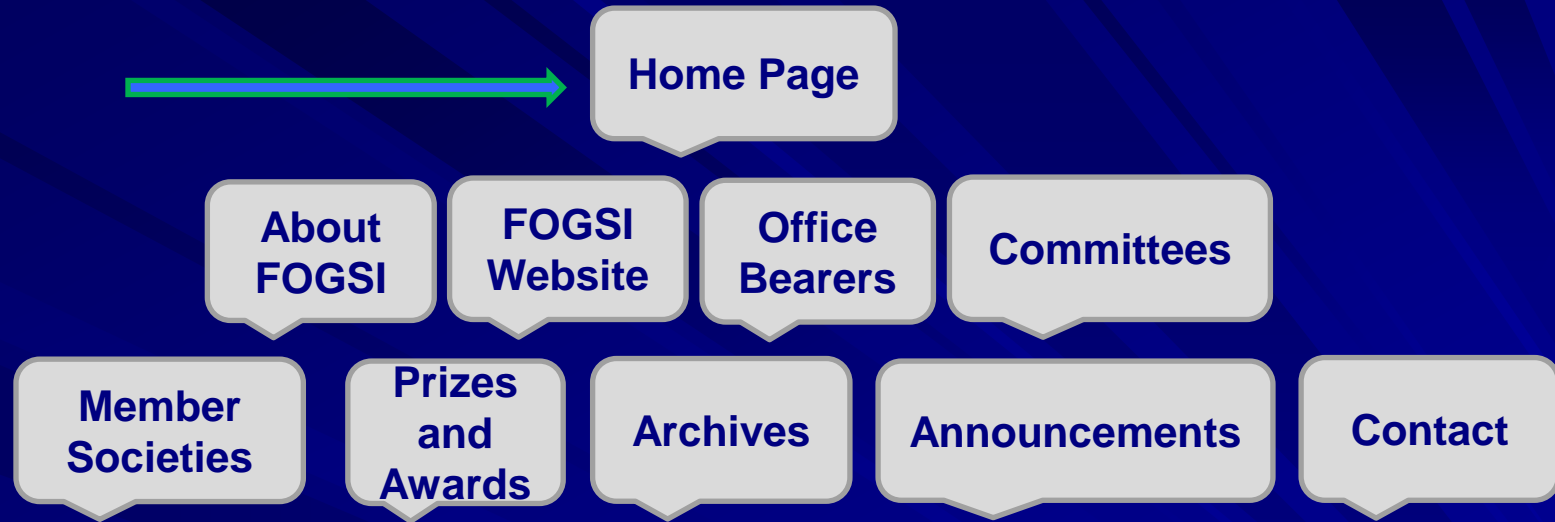 Home Page
About
FOGSI
FOGSI
Website
Office
Bearers
Committees
Member
Societies
Prizes
and
Awards
Archives
Announcements
Contact